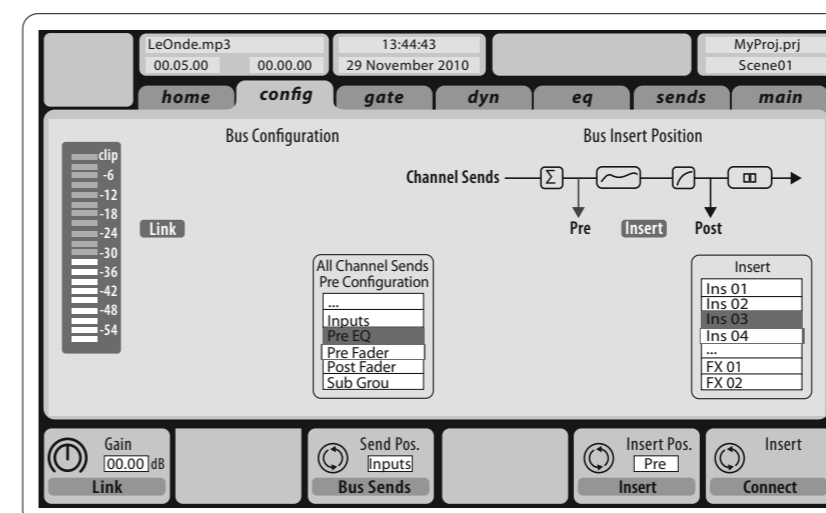 LeOnde.mp3
00.05.00 00.00.00
13:44:43
29 November 2010
MyProj.prj
Scene01
home config gate dyn eq sends main
Bus Configuration
Bus Insert Position
clip
-6
-12
-18
-24
-30
-36
-42
-48
-54
Link
Channel Sends
Σ
Pre Insert Post
All Channel Sends
Pre Configuration
...
Inputs
Pre EQ
Pre Fader
Post Fader
Sub Grou
Insert
Ins 01
Ins 02
Ins 03
Ins 04
...
FX 01
FX 02
Gain
00.00 dB
Link
Send Pos.
Inputs
Bus Sends
Insert Pos.
Pre
Insert
Insert
Connect